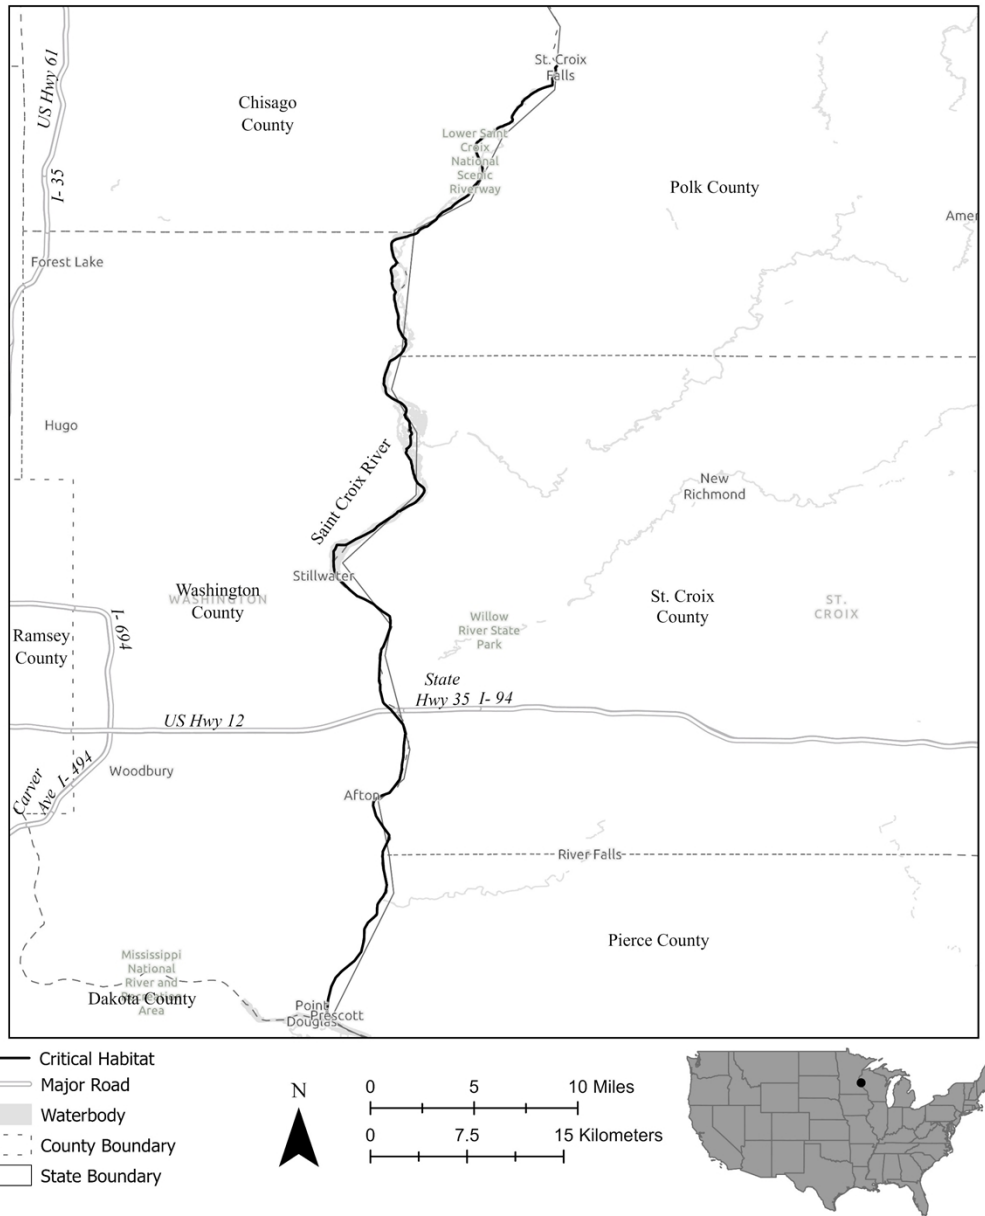 St. Croix
Falls
US Hwy 61
Chisago
County
Lower Saint
Croix
National
Scenic
Riverway
I- 35
Polk County
Amer
Forest Lake
Hugo
Saint Croix River
New
Richmond
Stillwater
Washington
County
WASHINGTON
St. Croix
County
ST.
CROIX
I- 694
Ramsey
County
Willow
River State
Park
State
Hwy 35 I- 94
US Hwy 12
Woodbury
Carver
Ave I- 494
Afton
River Falls
Pierce County
Mississippi
National
River and
Recreation
Area
Dakota County
Point
Douglas
Prescott
Critical Habitat
Major Road
Waterbody
County Boundary
State Boundary
N
0 5 10 Miles
0 7.5 15 Kilometers